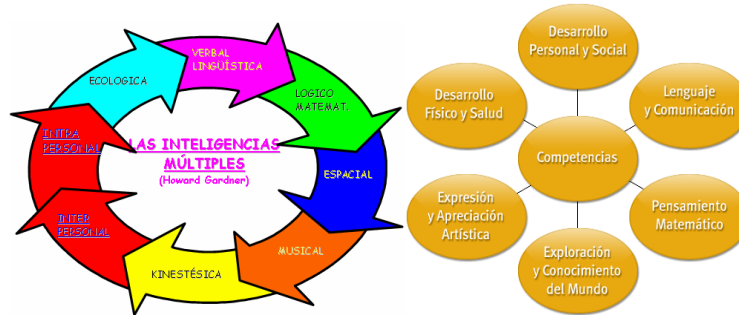 VERBAL
LINGÜÍSTICA
LOGICO
MATEMAT.
ESPACIAL
MUSICAL
KINESTÉSICA
INTER
PERSONAL
INTRA
PERSONAL
ECOLOGICA
LAS INTELIGENCIAS
MÚLTIPLES
(Howard Gardner)
Desarrollo
Personal y Social
Lenguaje
y Comunicación
Pensamiento
Matemático
Exploración
y Conocimiento
del Mundo
Expresión
y Apreciación
Artística
Desarrollo
Físico y Salud
Competencias